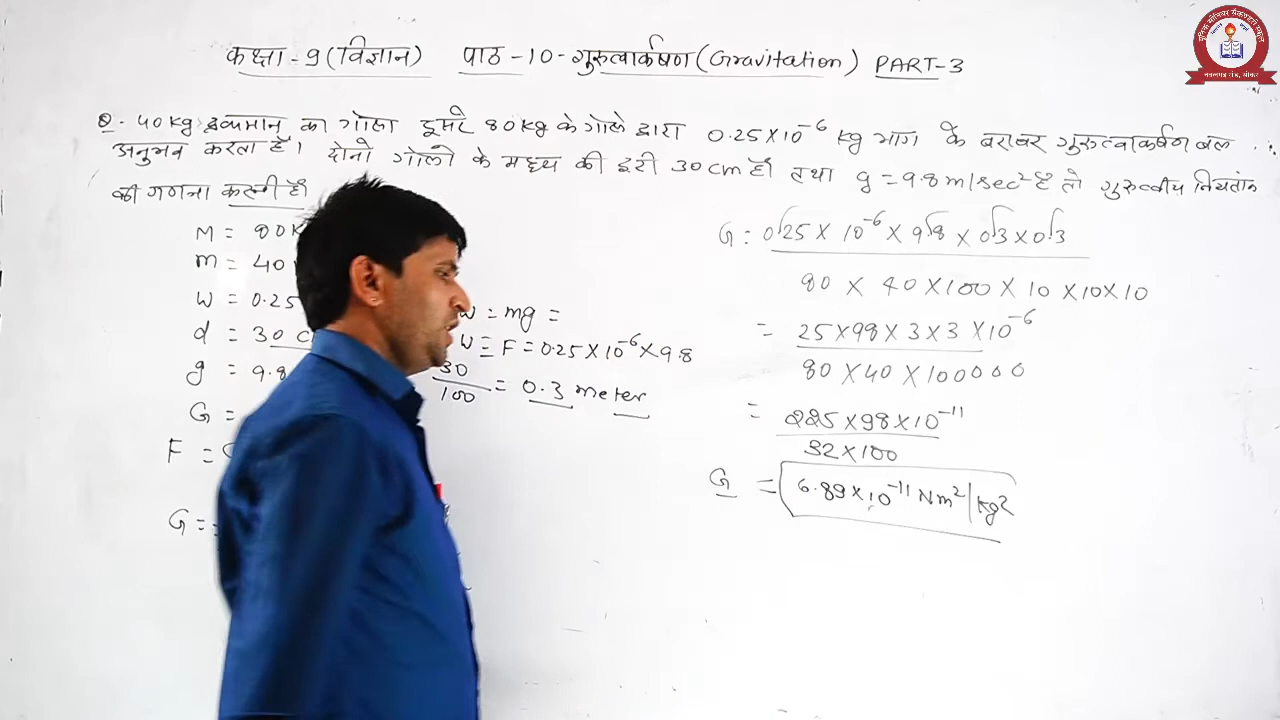 कक्षा - 9 (विज्ञान) पाठ - 10 - गुरुत्वार्कषण (Gravitation) PART-3
Q. 40 kg द्रव्यमान का गोला दूसरे 80 kg के गोले द्वारा 0.25×10⁻⁶ kg भाग के बराबर गुरुत्वाकर्षण बल
अनुभव करता है। दोनों गोलों के मध्य की दूरी 30 cm हों तथा g = 9.8 m/sec² है तो गुरुत्वीय नियतांक
की गणना करनी हों
M = 80 K
m = 40
W = 0.25
d = 30 c
g = 9.8
G =
F =
G =
W = mg =
W = F = 0.25×10⁻⁶×9.8
30/100 = 0.3 meter
G = 0.25 × 10⁻⁶ × 9.8 × 0.3 × 0.3
80 × 40 × 100 × 10 × 10 × 10
= 25×98×3×3×10⁻⁶
80 × 40 × 100000
= 225×98×10⁻¹¹
32×100
G = 6.89×10⁻¹¹ Nm²/kg²
नवलगढ़ रोड, सीकर